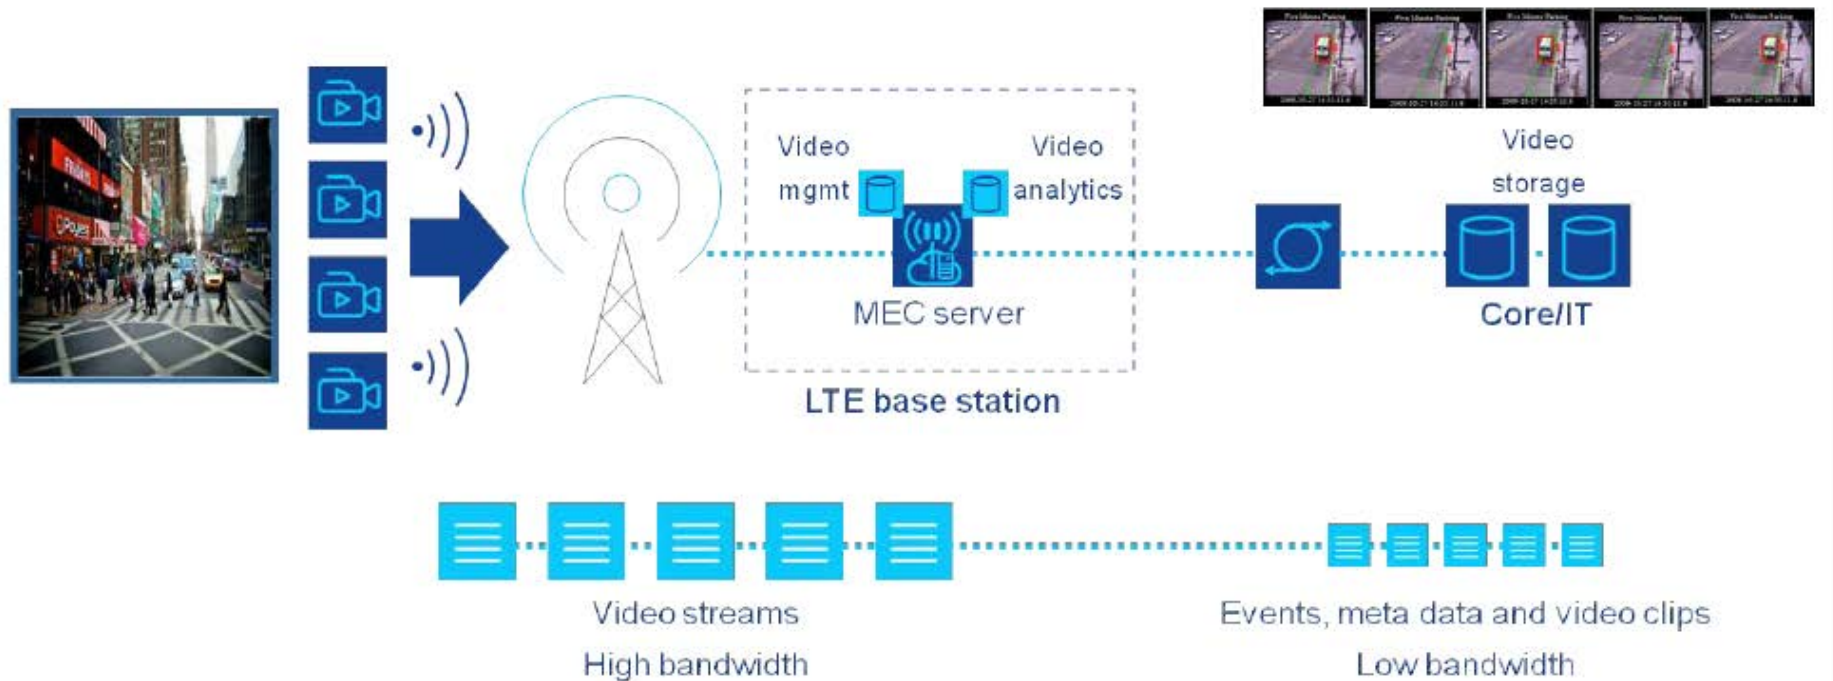 Video
mgmt
Video
analytics
MEC server
LTE base station
Video
storage
Core/IT
Video streams
High bandwidth
Events, meta data and video clips
Low bandwidth